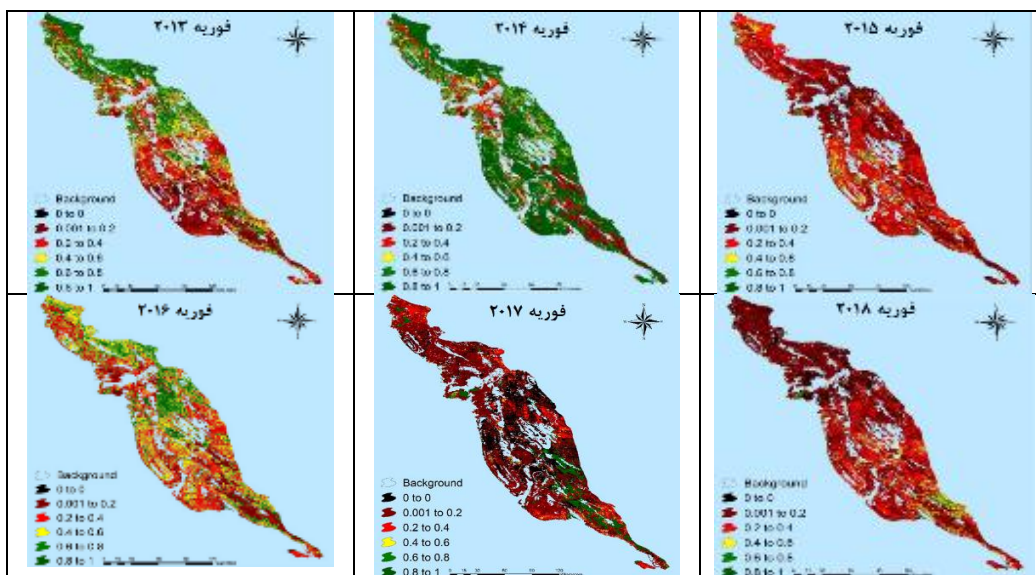 فوریه ۲۰۱۳
Background
0 to 0
0.001 to 0.2
0.2 to 0.4
0.4 to 0.6
0.6 to 0.8
0.8 to 1
فوریه ۲۰۱۴
Background
0 to 0
0.001 to 0.2
0.2 to 0.4
0.4 to 0.6
0.6 to 0.8
0.8 to 1
فوریه ۲۰۱۵
Background
0 to 0
0.001 to 0.2
0.2 to 0.4
0.4 to 0.6
0.6 to 0.8
0.8 to 1
فوریه ۲۰۱۶
Background
0 to 0
0.001 to 0.2
0.2 to 0.4
0.4 to 0.6
0.6 to 0.8
0.8 to 1
فوریه ۲۰۱۷
Background
0 to 0
0.001 to 0.2
0.2 to 0.4
0.4 to 0.6
0.6 to 0.8
0.8 to 1
فوریه ۲۰۱۸
Background
0 to 0
0.001 to 0.2
0.2 to 0.4
0.4 to 0.6
0.6 to 0.8
0.8 to 1